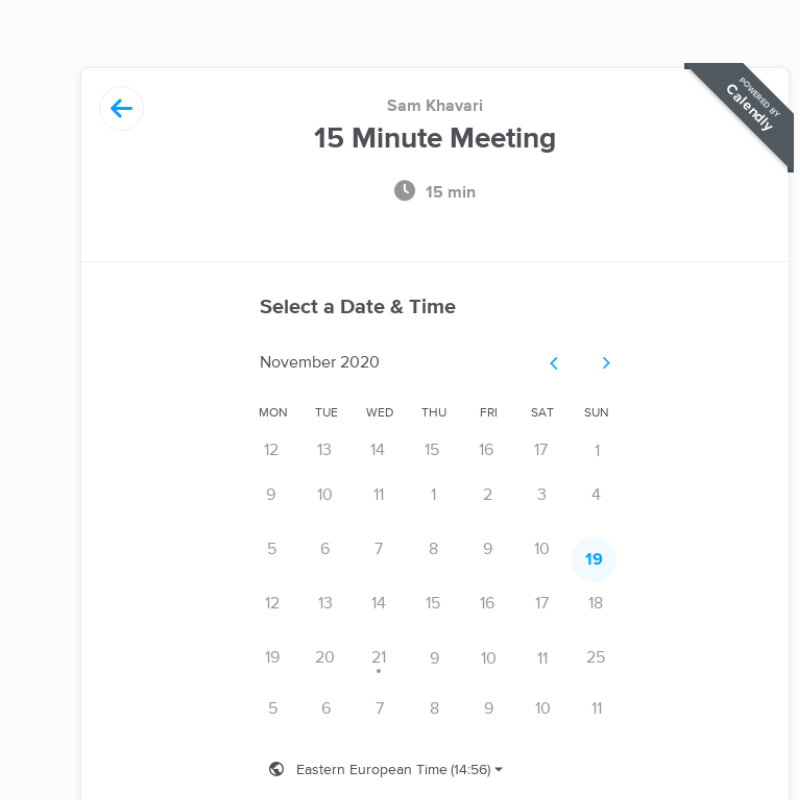 POWERED BY
Calendly
Sam Khavari
15 Minute Meeting
15 min
Select a Date & Time
November 2020
MON TUE WED THU FRI SAT SUN
12 13 14 15 16 17 1
9 10 11 1 2 3 4
5 6 7 8 9 10 19
12 13 14 15 16 17 18
19 20 21 9 10 11 25
5 6 7 8 9 10 11
Eastern European Time (14:56)